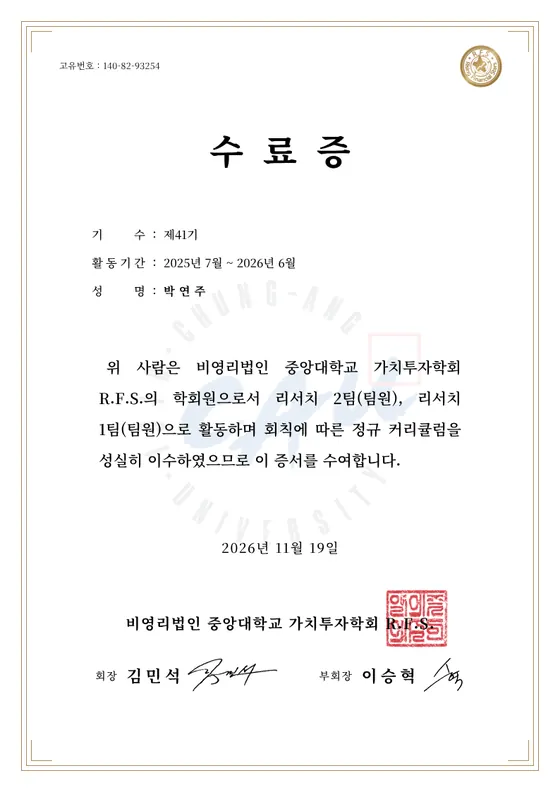 고유번호 : 140-82-93254
수 료 증
기 수 : 제41기
활동기간 : 2025년 7월 ~ 2026년 6월
성 명 : 박연주
CHUNG-ANG
위 사람은 비영리법인 중앙대학교 가치투자학회
R.F.S.의 학회원으로서 리서치 2팀(팀원), 리서치
CAU
1팀(팀원)으로 활동하며 회칙에 따른 정규 커리큘럼을
성실히 이수하였으므로 이 증서를 수여합니다.
UNIVERSITY
2026년 11월 19일
비영리법인 중앙대학교 가치투자학회 R.F.S.
회장 김민석
부회장 이승혁